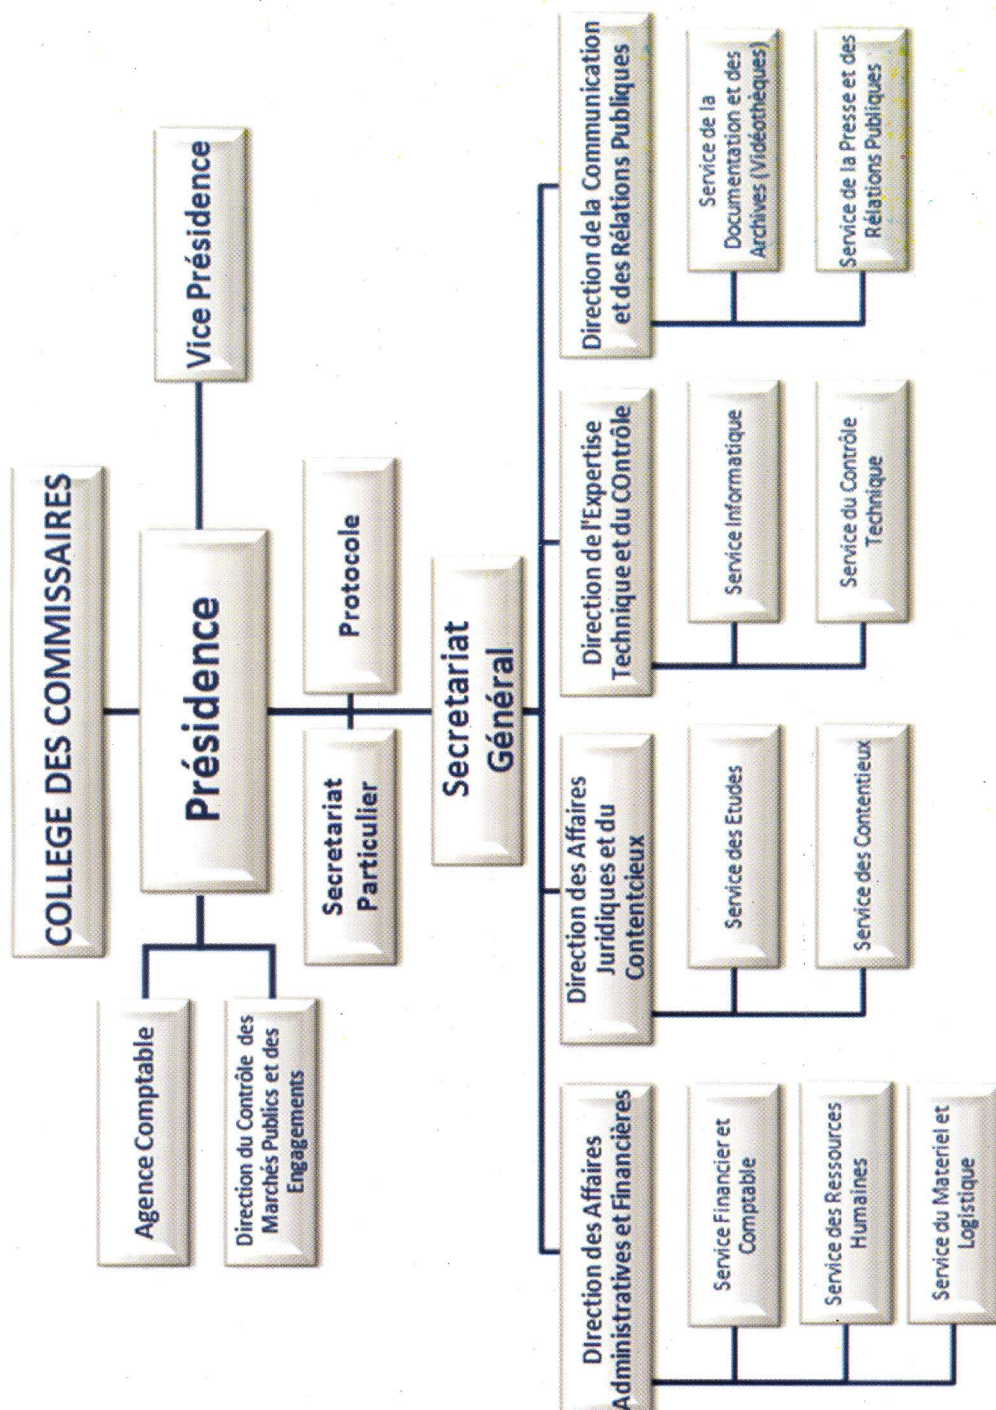 COLLEGE DES COMMISSAIRES
Présidence
Vice Présidence
Agence Comptable
Direction du Contrôle des
Marchés Publics et des
Engagements
Secretariat
Particulier
Protocole
Secretariat
Général
Direction des Affaires
Administratives et Financières
Service Financier et
Comptable
Service des Ressources
Humaines
Service du Materiel et
Logistique
Direction des Affaires
Juridiques et du
Contentcieux
Service des Etudes
Service des Contentieux
Direction de l'Expertise
Technique et du COntrôle
Service Informatique
Service du Contrôle
Technique
Direction de la Communication
et des Rélations Publiques
Service de la
Documentation et des
Archives (Vidéothèques)
Service de la Presse et des
Rélations Publiques